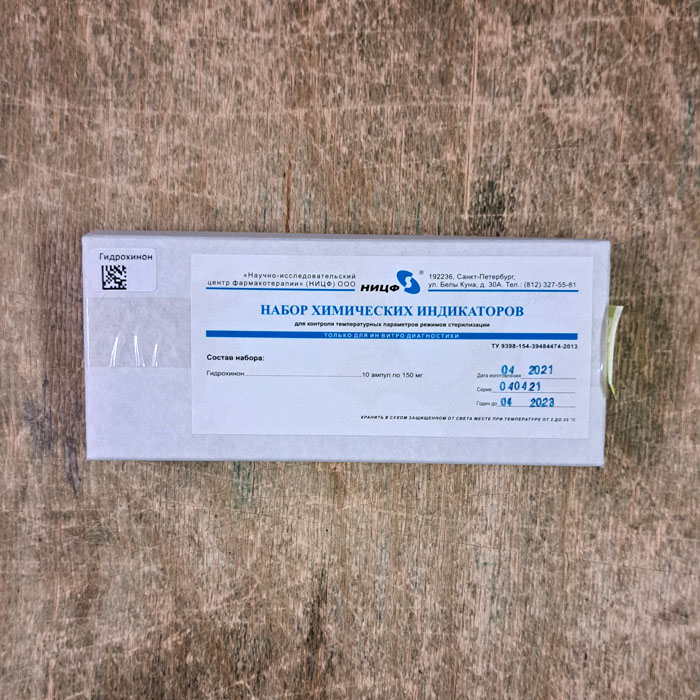 Гидрохинон
«Научно-исследовательский
центр фармакотерапии» (НИЦФ) ООО
НИЦФ®
192236, Санкт-Петербург,
ул. Белы Куна, д. 30А. Тел.: (812) 327-55-81
НАБОР ХИМИЧЕСКИХ ИНДИКАТОРОВ
для контроля температурных параметров режимов стерилизации
ТОЛЬКО ДЛЯ ИН ВИТРО ДИАГНОСТИКИ
ТУ 9398-154-39484474-2013
Состав набора:
Гидрохинон..........................................10 ампул по 150 мг
Дата изготовления 04 2021
Серия 040421
Годен до 04 2023
ХРАНИТЬ В СУХОМ ЗАЩИЩЕННОМ ОТ СВЕТА МЕСТЕ ПРИ ТЕМПЕРАТУРЕ ОТ 2 ДО 25 °C